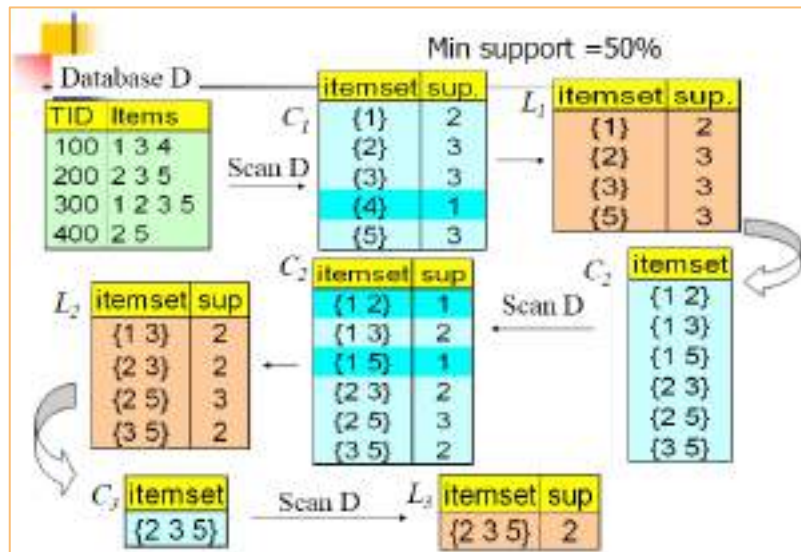 Min support =50%
Database D
TID Items
100 1 3 4
200 2 3 5
300 1 2 3 5
400 2 5
Scan D
C1
itemset sup.
{1} 2
{2} 3
{3} 3
{4} 1
{5} 3
L1
itemset sup.
{1} 2
{2} 3
{3} 3
{5} 3
C2
itemset
{1 2}
{1 3}
{1 5}
{2 3}
{2 5}
{3 5}
Scan D
C2
itemset sup
{1 2} 1
{1 3} 2
{1 5} 1
{2 3} 2
{2 5} 3
{3 5} 2
L2
itemset sup
{1 3} 2
{2 3} 2
{2 5} 3
{3 5} 2
C3
itemset
{2 3 5}
Scan D
L3
itemset sup
{2 3 5} 2